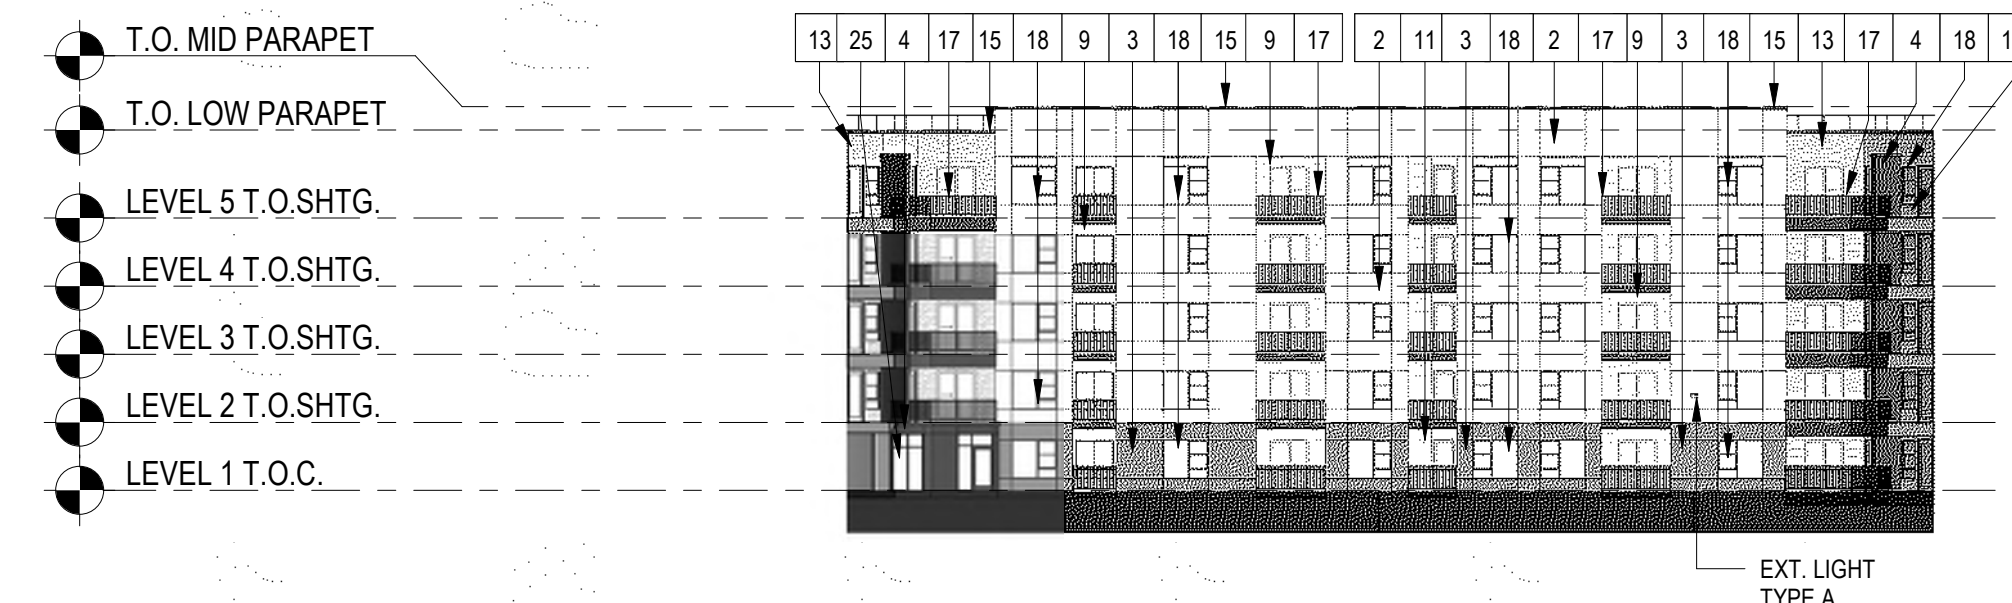 T.O. MID PARAPET
T.O. LOW PARAPET
LEVEL 5 T.O.SHTG.
LEVEL 4 T.O.SHTG.
LEVEL 3 T.O.SHTG.
LEVEL 2 T.O.SHTG.
LEVEL 1 T.O.C.
13 25 4 17 15 18 9 3 18 15 9 17
2 11 3 18 2 17 9 3 18 15 13 17 4 18
EXT. LIGHT
TYPE A